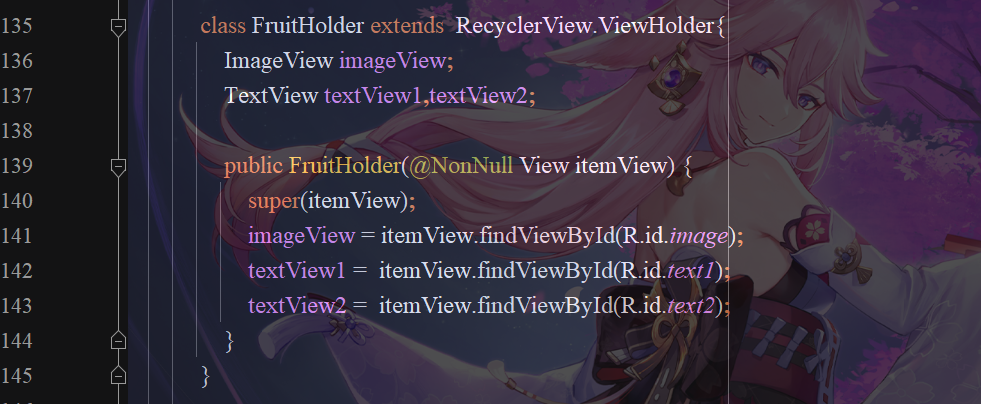 135 class FruitHolder extends RecyclerView.ViewHolder{
136 ImageView imageView;
137 TextView textView1,textView2;
138
139 public FruitHolder(@NonNull View itemView) {
140 super(itemView);
141 imageView = itemView.findViewById(R.id.image);
142 textView1 = itemView.findViewById(R.id.text1);
143 textView2 = itemView.findViewById(R.id.text2);
144 }
145 }